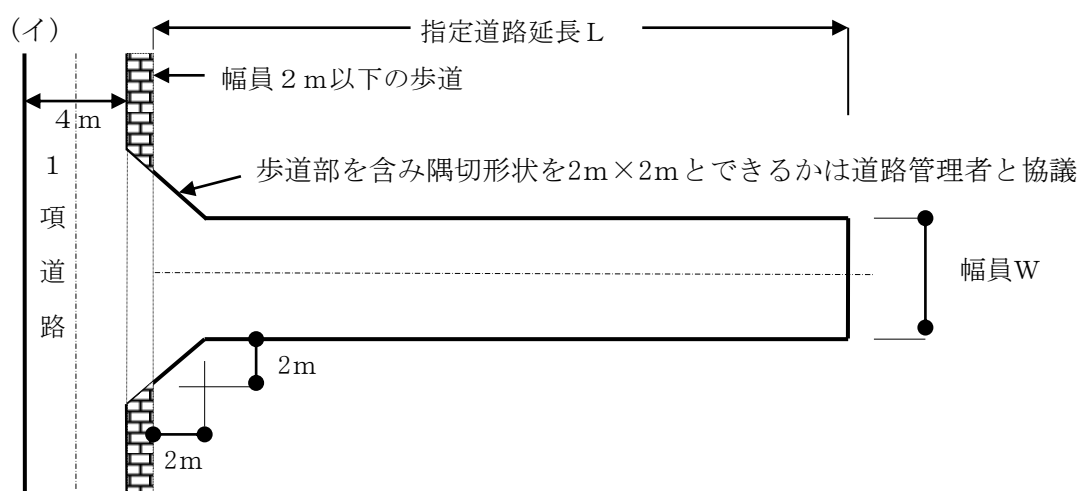 (イ)
指定道路延長L
幅員2m以下の歩道
4m
歩道部を含み隅切形状を2m×2mとできるかは道路管理者と協議
1項道路
幅員W
2m
2m